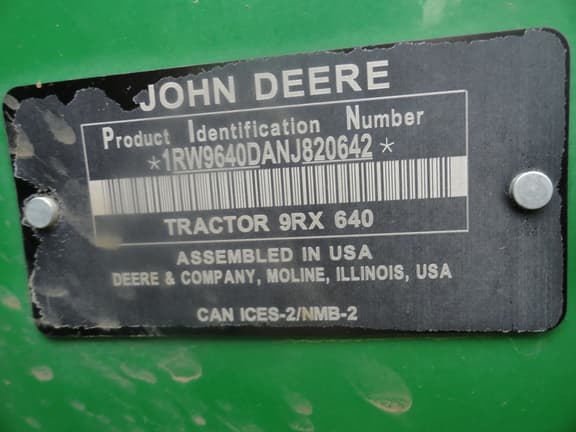 JOHN DEERE
Product Identification Number
*1RW9640DANJ820642*
TRACTOR 9RX 640
ASSEMBLED IN USA
DEERE & COMPANY, MOLINE, ILLINOIS, USA
CAN ICES-2/NMB-2